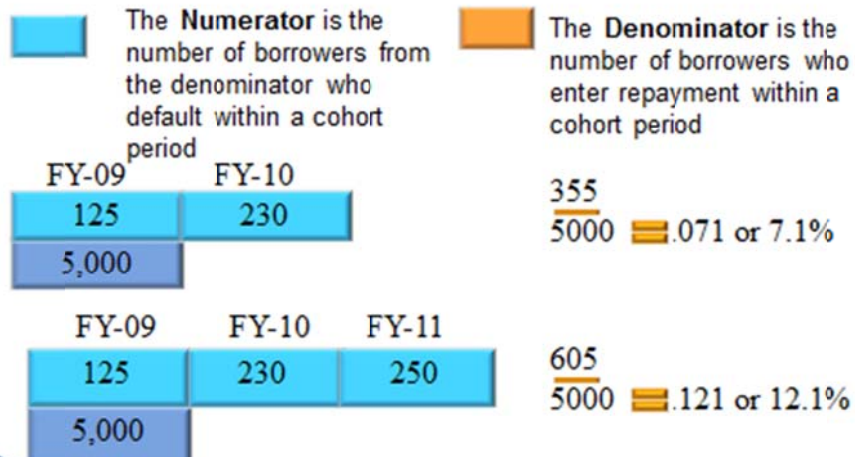 The Numerator is the
number of borrowers from
the denominator who
default within a cohort
period
The Denominator is the
number of borrowers who
enter repayment within a
cohort period
FY-09 FY-10
125 230
5,000
355
5000 = .071 or 7.1%
FY-09 FY-10 FY-11
125 230 250
5,000
605
5000 = .121 or 12.1%